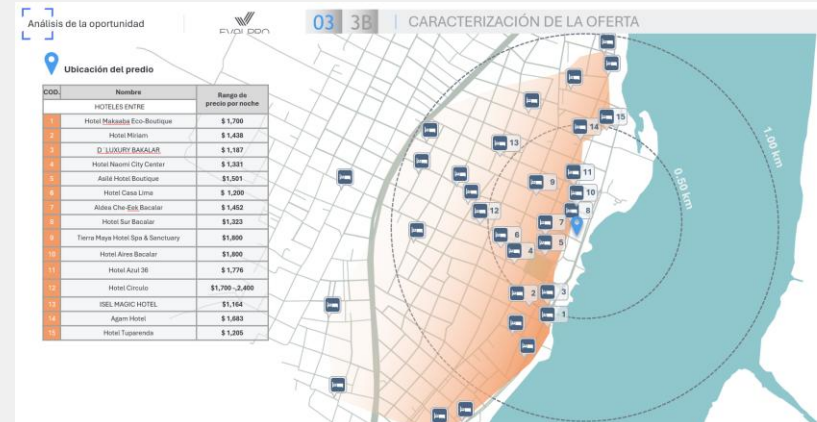 Análisis de la oportunidad
EVOLPRO
03 3B CARACTERIZACIÓN DE LA OFERTA
Ubicación del predio
COD. Nombre Rango de precio por noche
HOTELES ENTRE
1 Hotel Makaaba Eco-Boutique $ 1,700
2 Hotel Miriam $ 1,438
3 D´LUXURY BAKALAR $ 1,187
4 Hotel Naomi City Center $ 1,331
5 Asilé Hotel Boutique $1,501
6 Hotel Casa Lima $ 1,200
7 Aldea Che-Eek Bacalar $ 1,452
8 Hotel Sur Bacalar $1,323
9 Tierra Maya Hotel Spa & Sanctuary $1,800
10 Hotel Aires Bacalar $1,800
11 Hotel Azul 36 $ 1,776
12 Hotel Círculo $1,700-,2,400
13 ISEL MAGIC HOTEL $1,164
14 Agam Hotel $ 1,683
15 Hotel Tuparenda $ 1,205
15
14
13
11
9
10
12
8
7
6
5
4
2
3
1
0.50 km
1.00 km